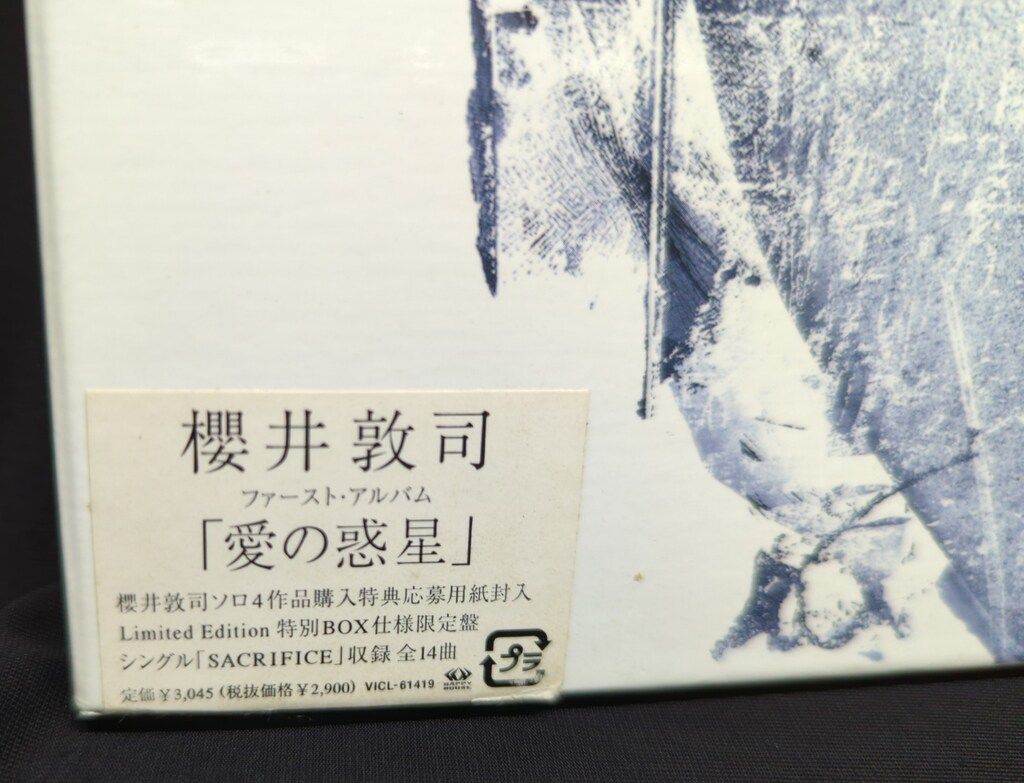 櫻井敦司
ファースト・アルバム
「愛の惑星」
櫻井敦司ソロ4作品購入特典応募用紙封入
Limited Edition 特別BOX仕様限定盤
シングル「SACRIFICE」収録 全14曲
プラ
定価￥3,045 (税抜価格￥2,900) VICL-61419 HAPPY HOUSE